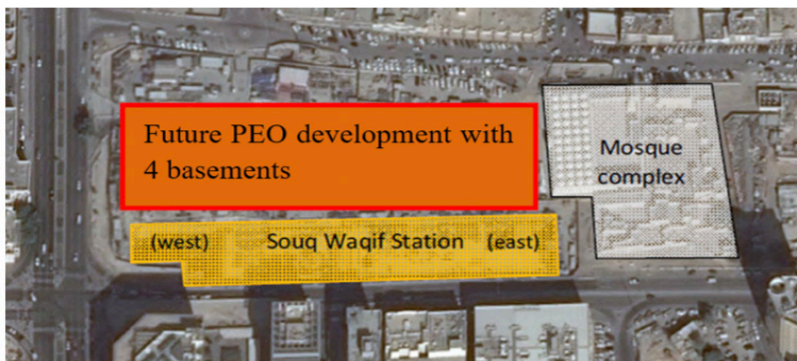 Future PEO development with
4 basements
Mosque
complex
(west) Souq Waqif Station (east)